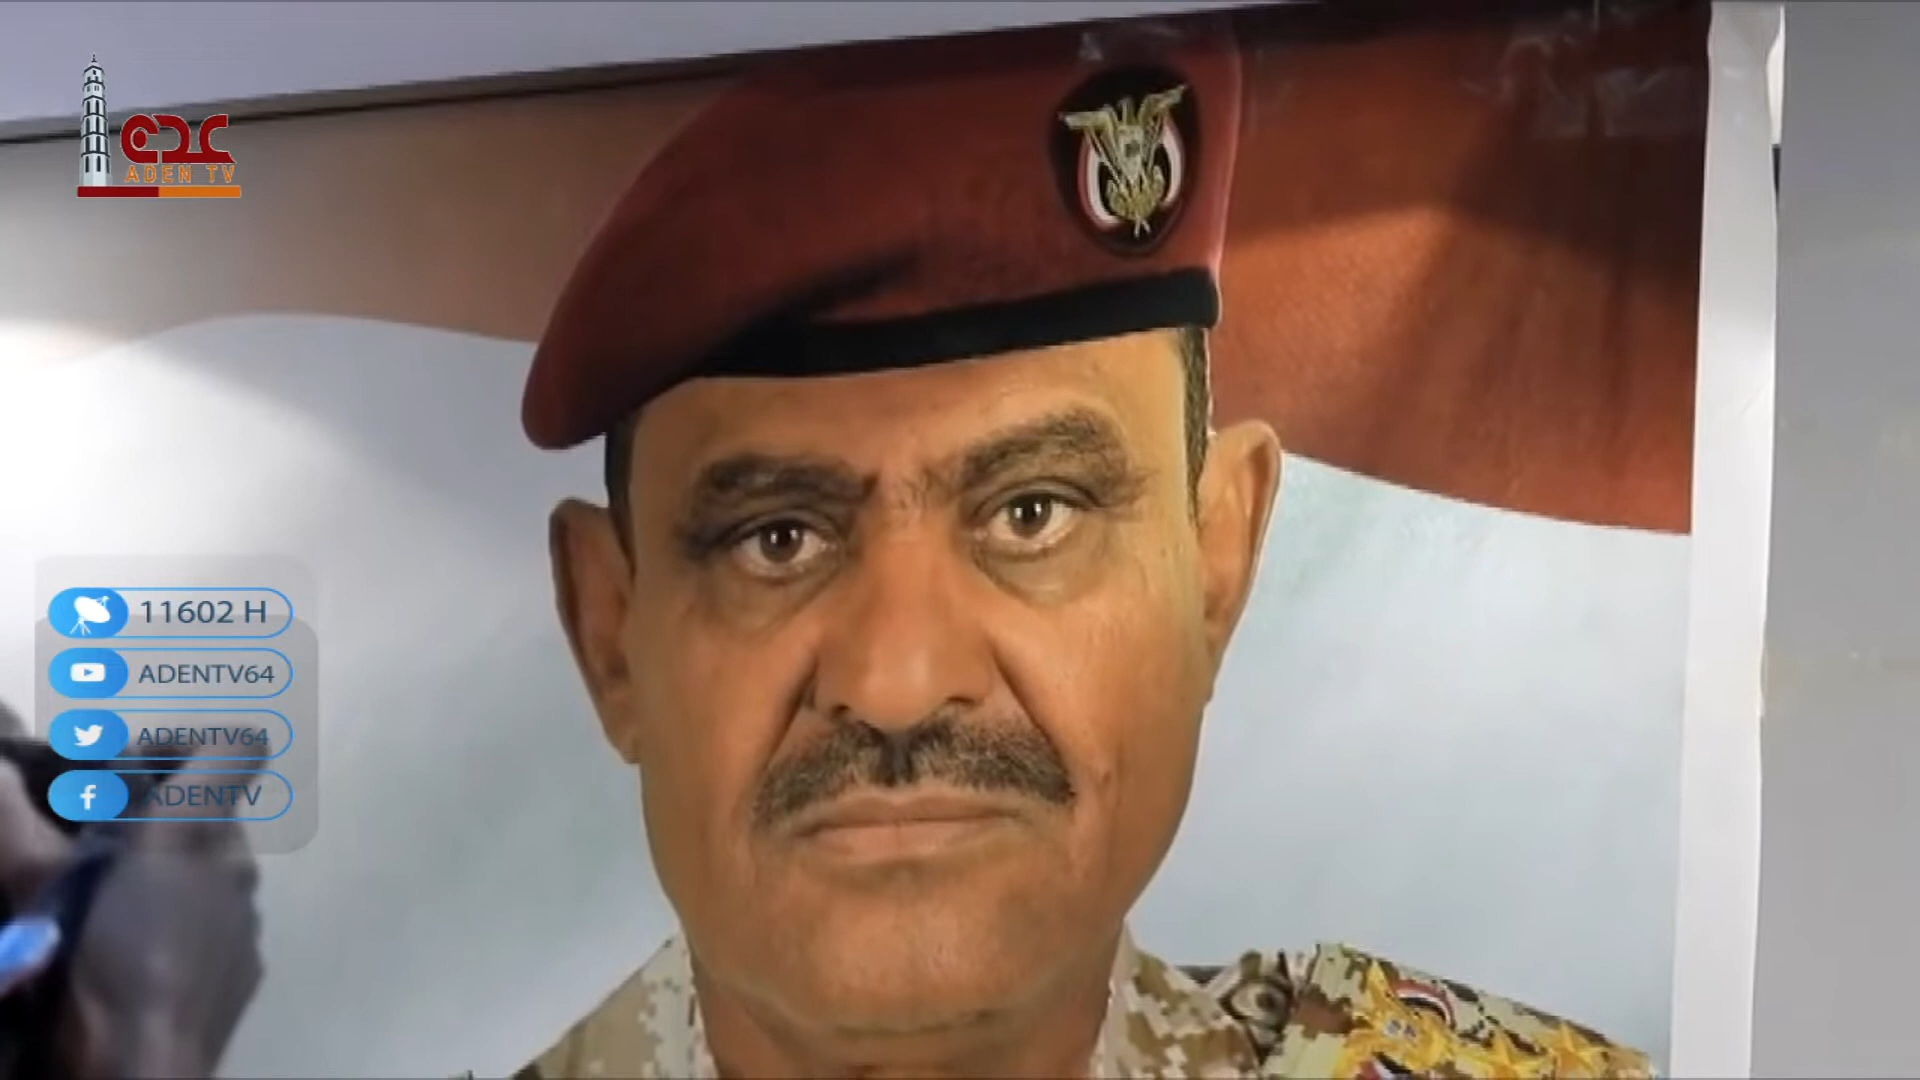 عدن
ADEN TV
11602 H
ADENTV64
ADENTV64
ADENTV